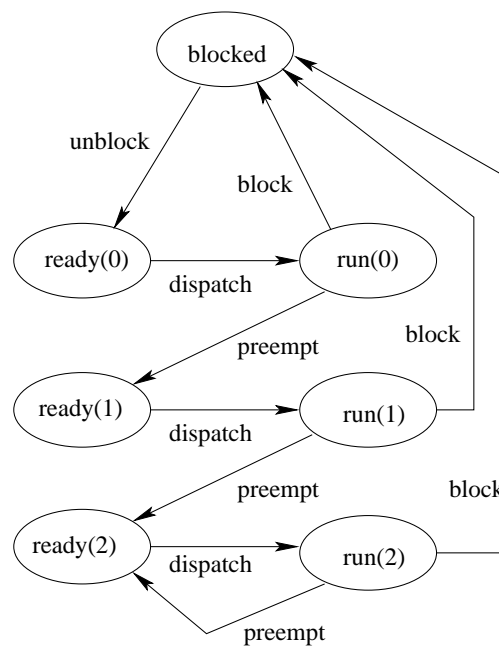 blocked
unblock
block
ready(0)
run(0)
dispatch
preempt
block
ready(1)
run(1)
dispatch
preempt
block
ready(2)
run(2)
dispatch
preempt